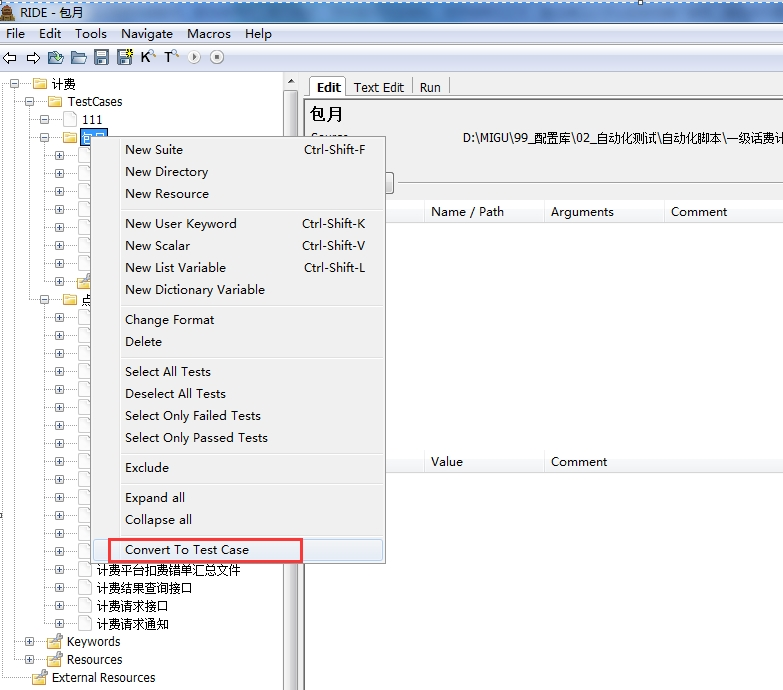 RIDE - 包月
File Edit Tools Navigate Macros Help
K T
计费
TestCases
111
包月
点
计费平台扣费错单汇总文件
计费结果查询接口
计费请求接口
计费请求通知
Keywords
Resources
External Resources
New Suite Ctrl-Shift-F
New Directory
New Resource
New User Keyword Ctrl-Shift-K
New Scalar Ctrl-Shift-V
New List Variable Ctrl-Shift-L
New Dictionary Variable
Change Format
Delete
Select All Tests
Deselect All Tests
Select Only Failed Tests
Select Only Passed Tests
Exclude
Expand all
Collapse all
Convert To Test Case
Edit Text Edit Run
包月
Source D:\MIGU\99_配置库\02_自动化测试\自动化脚本\一级话费计
Name / Path Arguments Comment
Value Comment